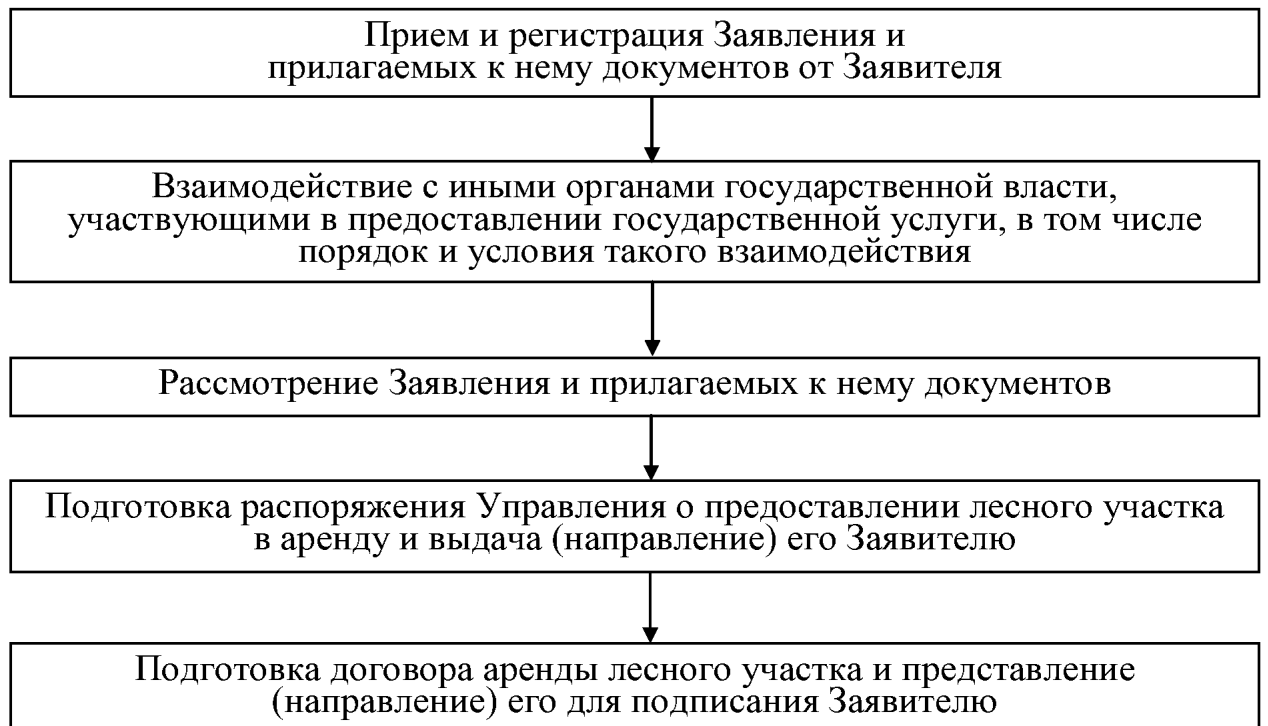 Прием и регистрация Заявления и
прилагаемых к нему документов от Заявителя
Взаимодействие с иными органами государственной власти,
участвующими в предоставлении государственной услуги, в том числе
порядок и условия такого взаимодействия
Рассмотрение Заявления и прилагаемых к нему документов
Подготовка распоряжения Управления о предоставлении лесного участка
в аренду и выдача (направление) его Заявителю
Подготовка договора аренды лесного участка и представление
(направление) его для подписания Заявителю